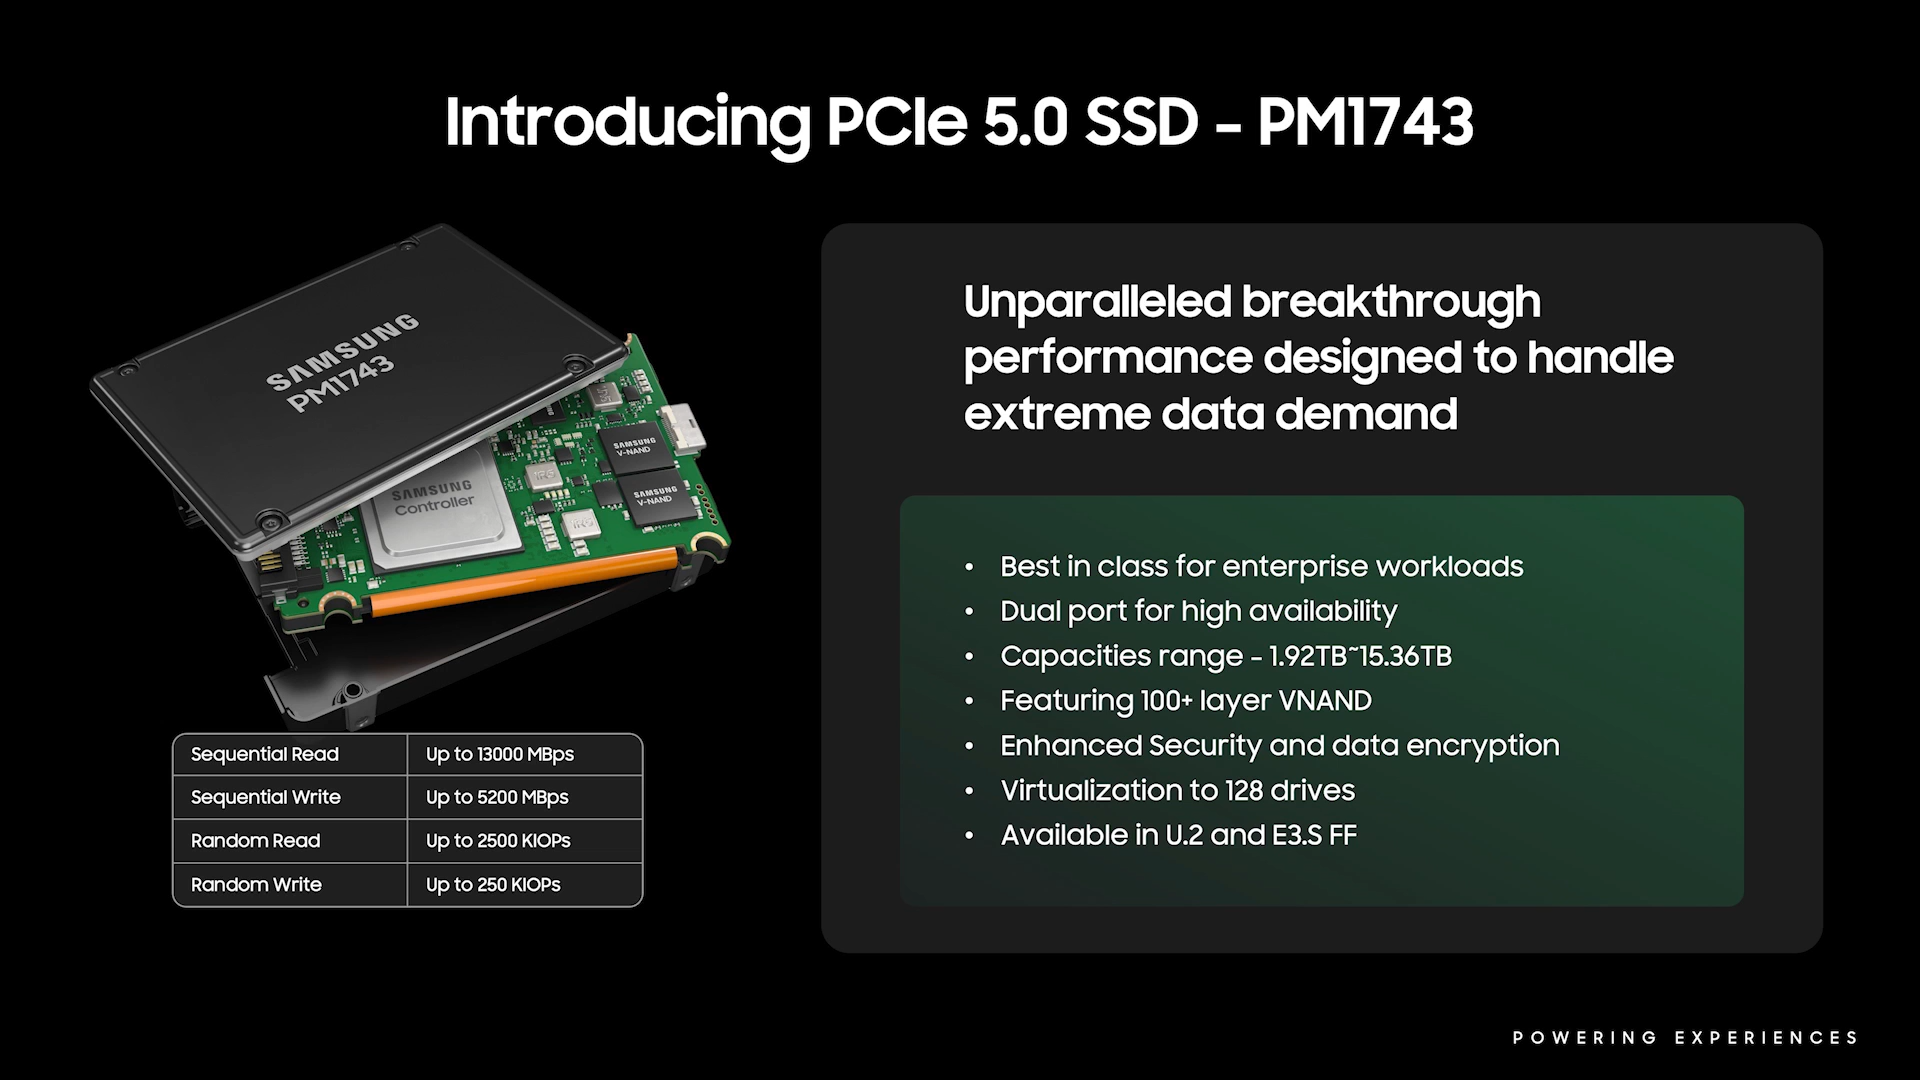 Introducing PCIe 5.0 SSD – PM1743
SAMSUNG
PM1743
SAMSUNG
Controller
SAMSUNG
V-NAND
SAMSUNG
V-NAND
Sequential Read Up to 13000 MBps
Sequential Write Up to 5200 MBps
Random Read Up to 2500 KIOPs
Random Write Up to 250 KIOPs
Unparalleled breakthrough
performance designed to handle
extreme data demand
• Best in class for enterprise workloads
• Dual port for high availability
• Capacities range - 1.92TB~15.36TB
• Featuring 100+ layer VNAND
• Enhanced Security and data encryption
• Virtualization to 128 drives
• Available in U.2 and E3.S FF
POWERING EXPERIENCES